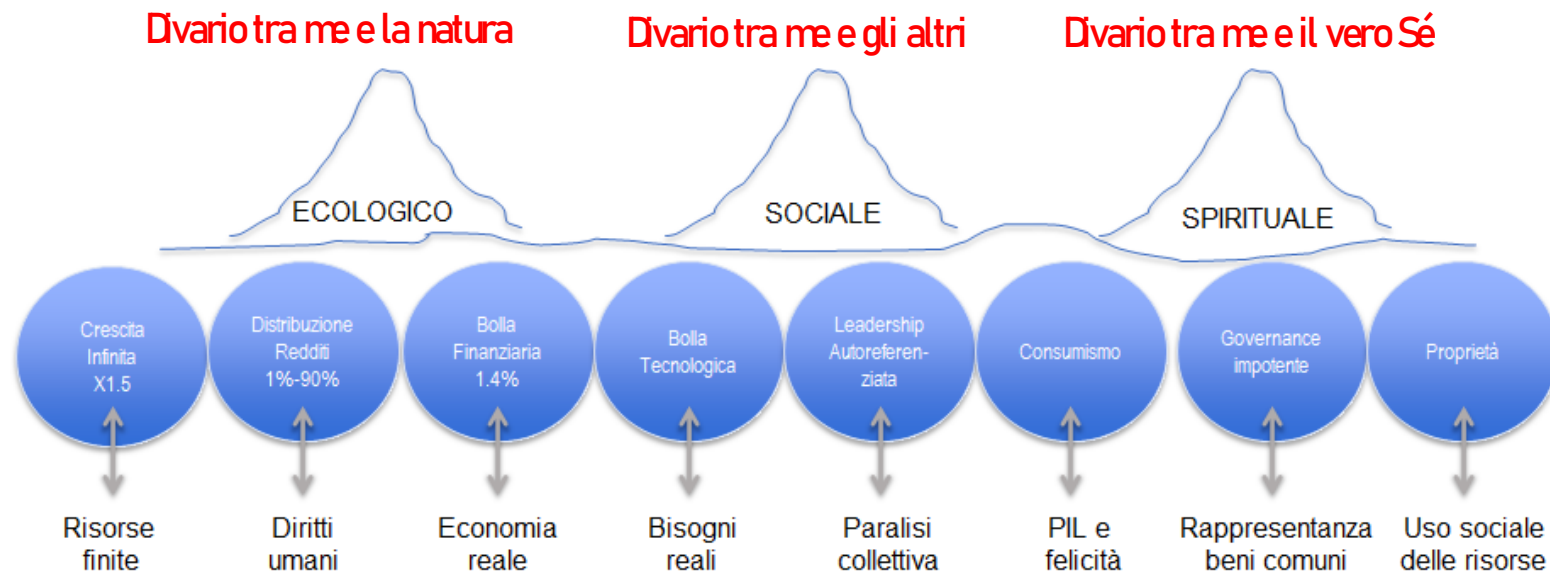 Divario tra me e la natura
Divario tra me e gli altri
Divario tra me e il vero Sé
ECOLOGICO
SOCIALE
SPIRITUALE
Crescita
Infinita
X1.5
Distribuzione
Redditi
1%-90%
Bolla
Finanziaria
1.4%
Bolla
Tecnologica
Leadership
Autoreferen-
ziata
Consumismo
Governance
impotente
Proprietà
Risorse
finite
Diritti
umani
Economia
reale
Bisogni
reali
Paralisi
collettiva
PIL e
felicità
Rappresentanza
beni comuni
Uso sociale
delle risorse